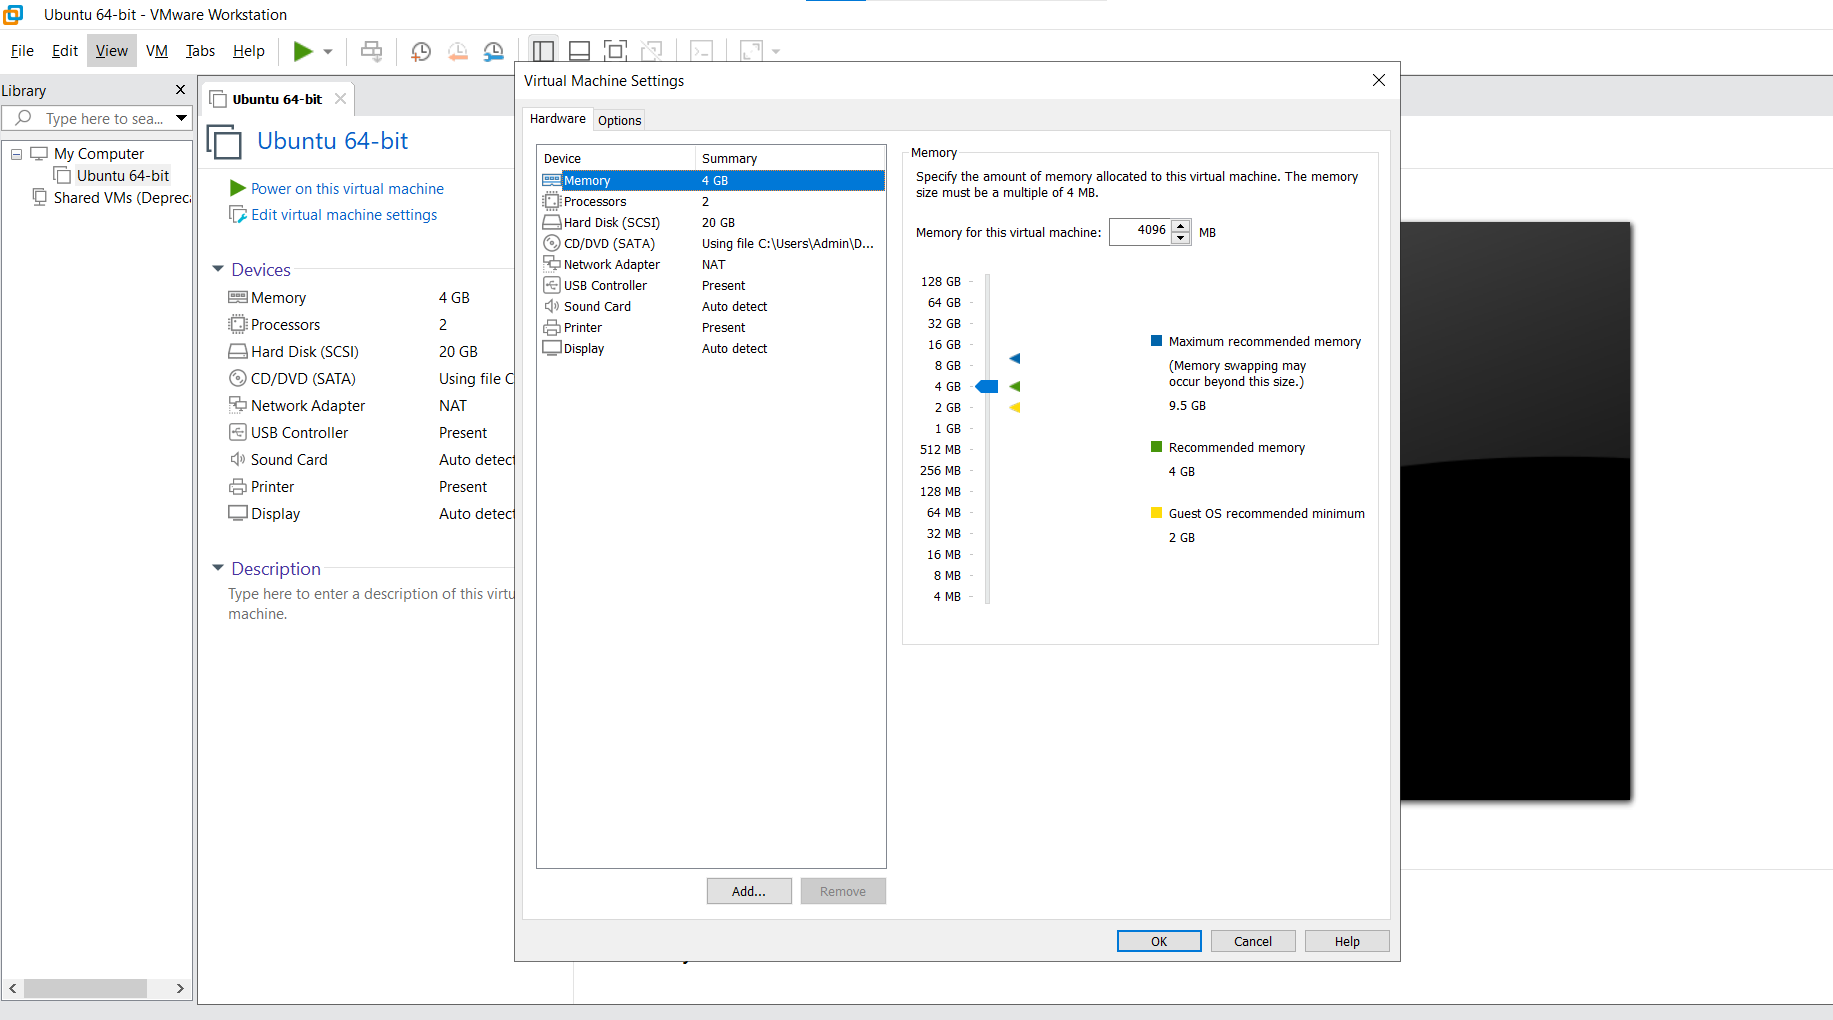 Ubuntu 64-bit - VMware Workstation
File Edit View VM Tabs Help
Library
Type here to sea...
My Computer
Ubuntu 64-bit
Shared VMs (Depreca
Ubuntu 64-bit
Ubuntu 64-bit
Power on this virtual machine
Edit virtual machine settings
Devices
Memory 4 GB
Processors 2
Hard Disk (SCSI) 20 GB
CD/DVD (SATA) Using file C
Network Adapter NAT
USB Controller Present
Sound Card Auto detect
Printer Present
Display Auto detect
Description
Type here to enter a description of this virtu
machine.
Virtual Machine Settings
Hardware Options
Device Summary
Memory 4 GB
Processors 2
Hard Disk (SCSI) 20 GB
CD/DVD (SATA) Using file C:\Users\Admin\D...
Network Adapter NAT
USB Controller Present
Sound Card Auto detect
Printer Present
Display Auto detect
Add... Remove
Memory
Specify the amount of memory allocated to this virtual machine. The memory
size must be a multiple of 4 MB.
Memory for this virtual machine: 4096 MB
128 GB
64 GB
32 GB
16 GB
8 GB
4 GB
2 GB
1 GB
512 MB
256 MB
128 MB
64 MB
32 MB
16 MB
8 MB
4 MB
Maximum recommended memory
(Memory swapping may
occur beyond this size.)
9.5 GB
Recommended memory
4 GB
Guest OS recommended minimum
2 GB
OK Cancel Help